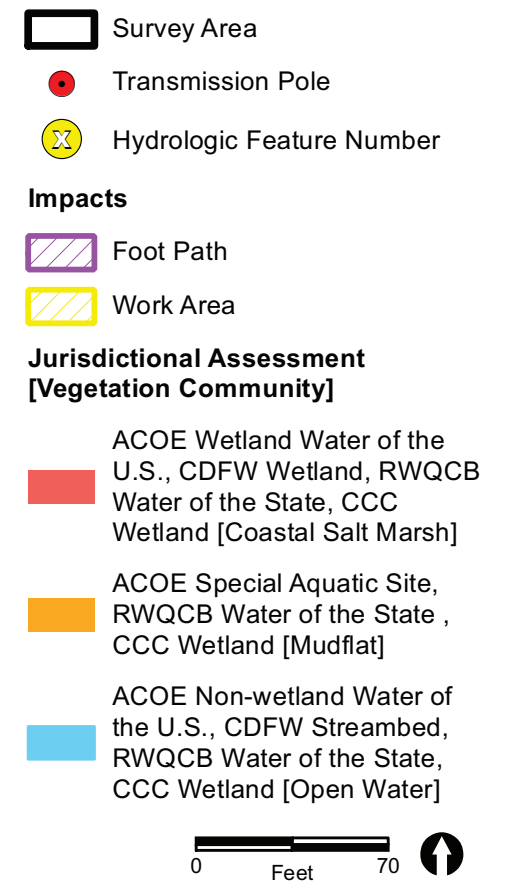 Survey Area
Transmission Pole
X
Hydrologic Feature Number
Impacts
Foot Path
Work Area
Jurisdictional Assessment
[Vegetation Community]
ACOE Wetland Water of the
U.S., CDFW Wetland, RWQCB
Water of the State, CCC
Wetland [Coastal Salt Marsh]
ACOE Special Aquatic Site,
RWQCB Water of the State ,
CCC Wetland [Mudflat]
ACOE Non-wetland Water of
the U.S., CDFW Streambed,
RWQCB Water of the State,
CCC Wetland [Open Water]
0 Feet 70